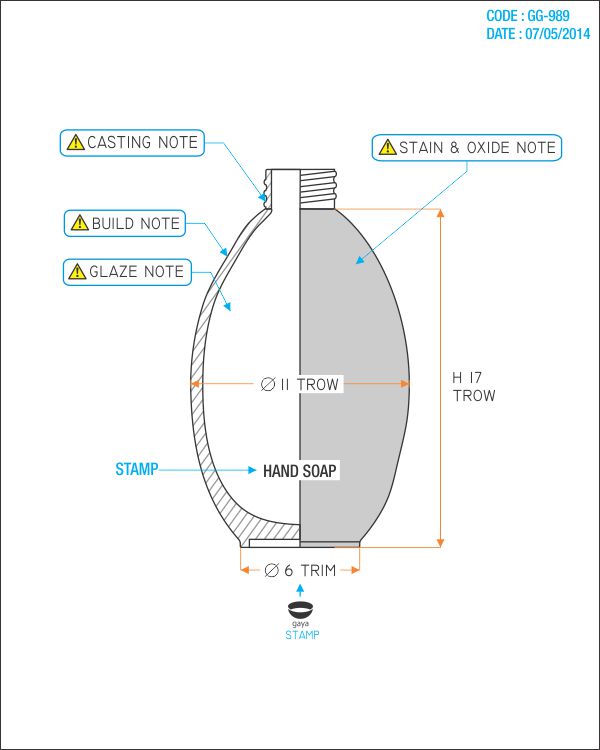 CODE : GG-989
DATE : 07/05/2014
CASTING NOTE
STAIN & OXIDE NOTE
BUILD NOTE
GLAZE NOTE
Ø 11 TROW
H 17
TROW
STAMP
HAND SOAP
Ø 6 TRIM
gaya
STAMP